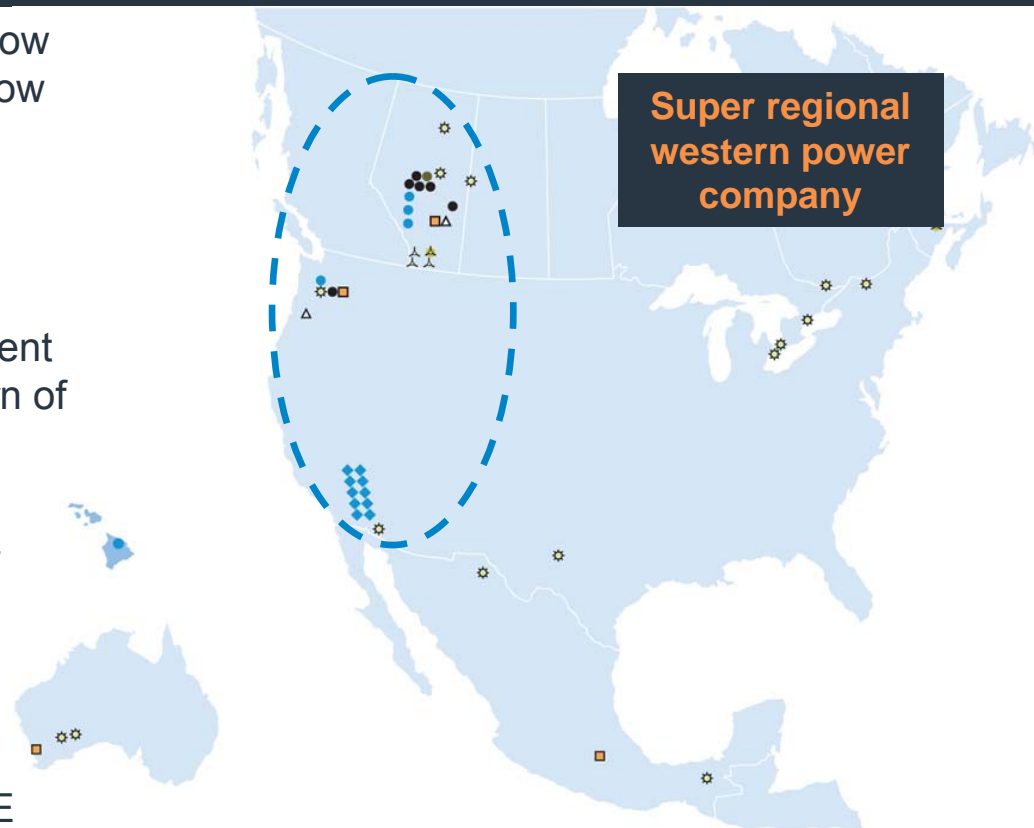 ow
ow
Super regional
western power
company
ent
n of
E